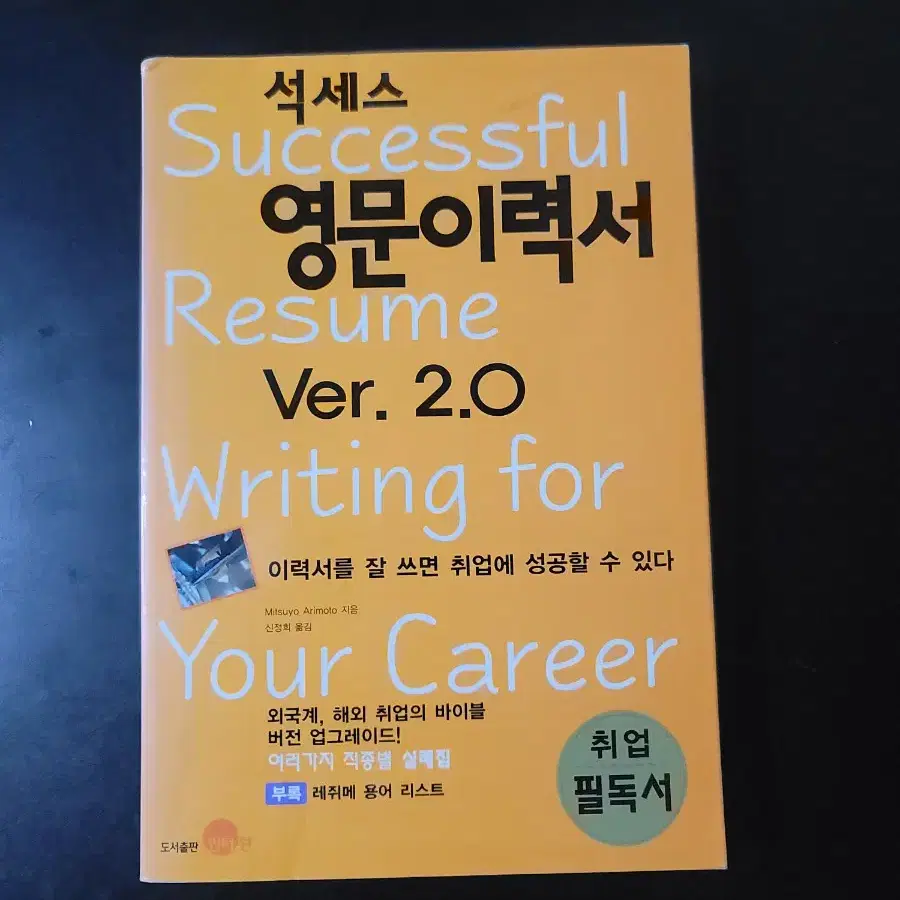 석세스
Successful
영문이력서
Resume
Ver. 2.0
Writing for
이력서를 잘 쓰면 취업에 성공할 수 있다
Mitsuyo Arimoto 지음
신정희 옮김
Your Career
외국계, 해외 취업의 바이블
버전 업그레이드!
여러가지 직종별 실례집
부록 레쥐메 용어 리스트
취업
필독서
도서출판